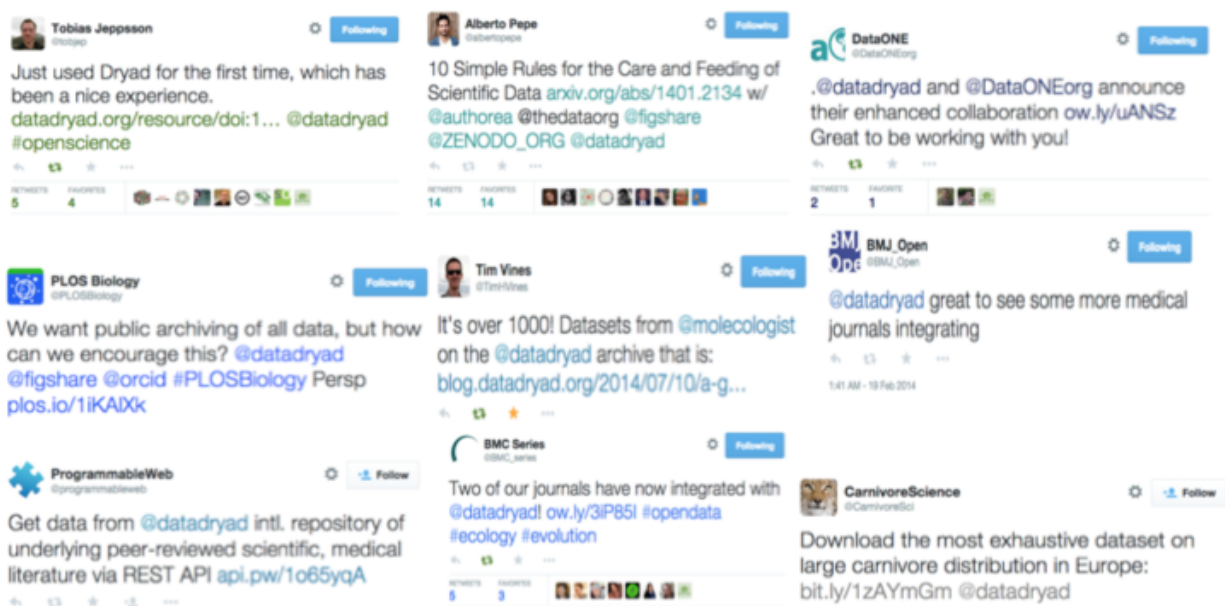 Tobias Jeppsson
@tobjep
Following
Just used Dryad for the first time, which has
been a nice experience.
datadryad.org/resource/doi:1... @datadryad
#openscience
RETWEETS FAVORITES
5 4
Alberto Pepe
@albertopepe
Following
10 Simple Rules for the Care and Feeding of
Scientific Data arxiv.org/abs/1401.2134 w/
@authorea @thedataorg @figshare
@ZENODO_ORG @datadryad
RETWEETS FAVORITES
14 14
DataONE
@DataONEorg
Following
.@datadryad and @DataONEorg announce
their enhanced collaboration ow.ly/uANSz
Great to be working with you!
RETWEETS FAVORITE
2 1
PLOS Biology
@PLOSBiology
Following
We want public archiving of all data, but how
can we encourage this? @datadryad
@figshare @orcid #PLOSBiology Persp
plos.io/1iKAlXk
Tim Vines
@TimHVines
Following
It's over 1000! Datasets from @molecologist
on the @datadryad archive that is:
blog.datadryad.org/2014/07/10/a-g...
BMJ
Ope
BMJ_Open
@BMJ_Open
Following
@datadryad great to see some more medical
journals integrating
1:41 AM - 19 Feb 2014
ProgrammableWeb
@programmableweb
Follow
Get data from @datadryad intl. repository of
underlying peer-reviewed scientific, medical
literature via REST API api.pw/1o65yqA
BMC Series
@BMC_series
Following
Two of our journals have now integrated with
@datadryad! ow.ly/3iP85I #opendata
#ecology #evolution
RETWEETS FAVORITES
5 3
CarnivoreScience
@CarnivoreSci
Follow
Download the most exhaustive dataset on
large carnivore distribution in Europe:
bit.ly/1zAYmGm @datadryad